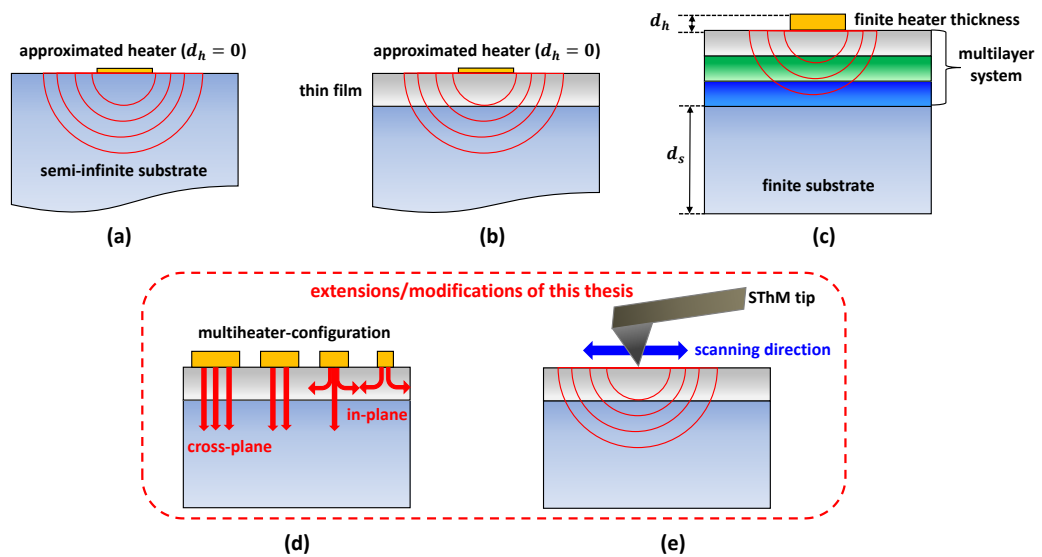 approximated heater (d_h = 0)
semi-infinite substrate
(a)
approximated heater (d_h = 0)
thin film
(b)
d_h
finite heater thickness
multilayer
system
d_s
finite substrate
(c)
extensions/modifications of this thesis
multiheater-configuration
in-plane
cross-plane
(d)
SThM tip
scanning direction
(e)